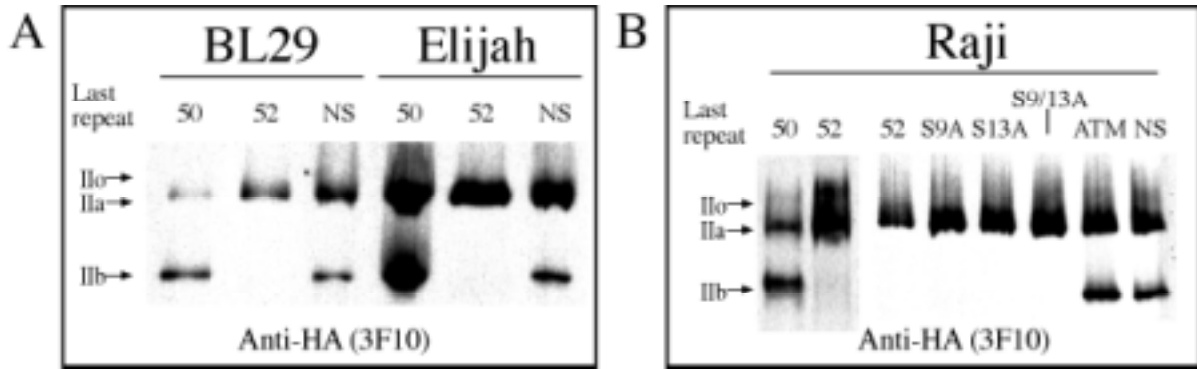 A
BL29 Elijah
Last
repeat
50 52 NS 50 52 NS
IIo
IIa
IIb
Anti-HA (3F10)
B
Raji
Last
repeat
S9/13A
50 52 52 S9A S13A ATM NS
IIo
IIa
IIb
Anti-HA (3F10)